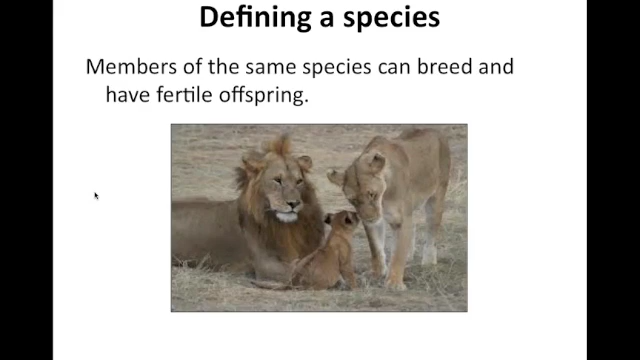 Defining a species
Members of the same species can breed and
have fertile offspring.